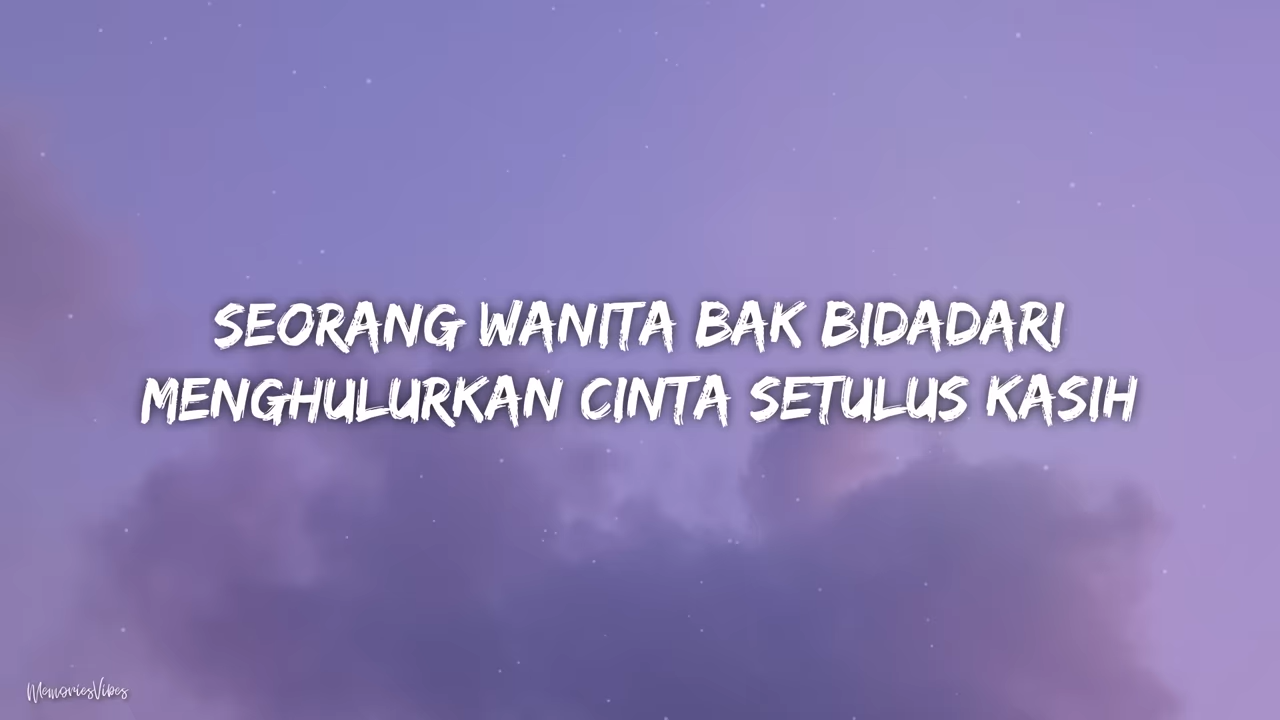 SEORANG WANITA BAK BIDADARI
MENGHULURKAN CINTA SETULUS KASIH
MemoriesVibes